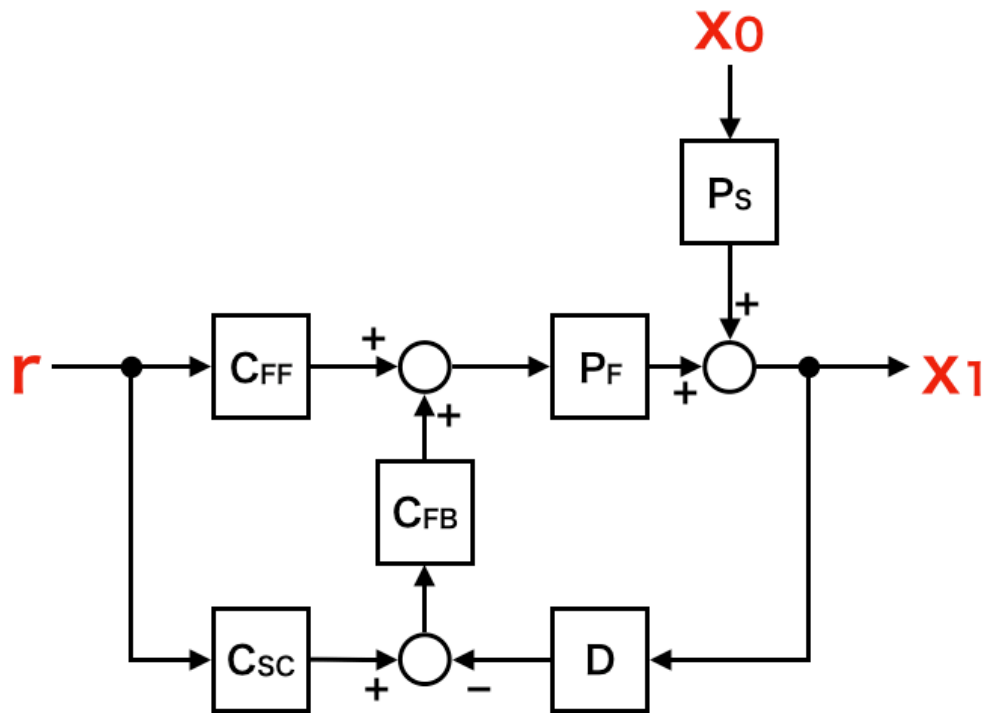 x0
PS
+
r
CFF
+
+
PF
+
x1
CFB
CSC
+
−
D